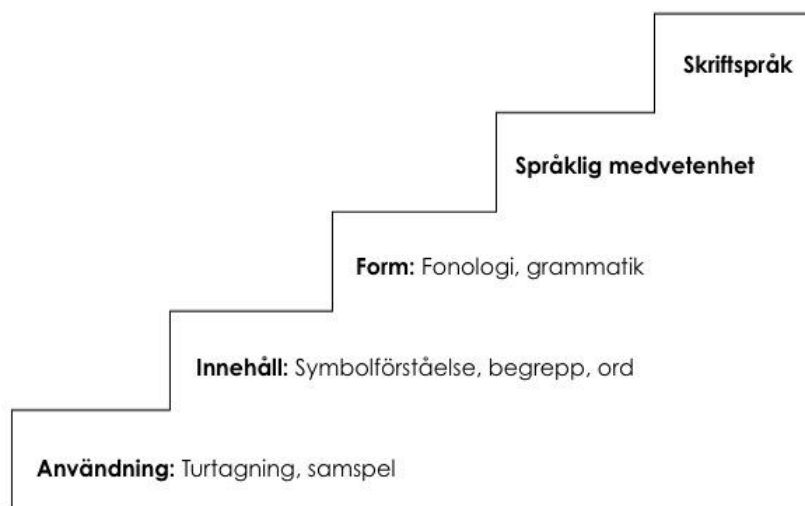 Skriftspråk
Språklig medvetenhet
Form: Fonologi, grammatik
Innehåll: Symbolförståelse, begrepp, ord
Användning: Turtagning, samspel